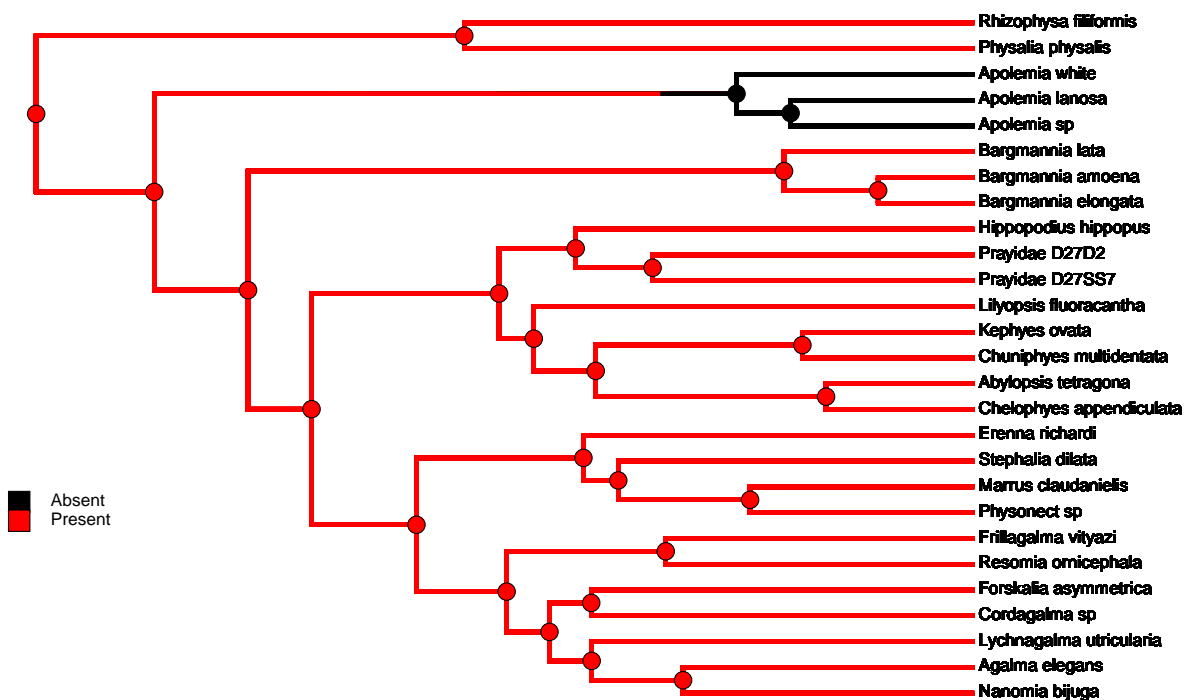 Rhizophysa filiformis
Physalia physalis
Apolemia white
Apolemia lanosa
Apolemia sp
Bargmannia lata
Bargmannia amoena
Bargmannia elongata
Hippopodius hippopus
Prayidae D27D2
Prayidae D27SS7
Lilyopsis fluoracantha
Kephyes ovata
Chuniphyes multidentata
Abylopsis tetragona
Chelophyes appendiculata
Erenna richardi
Stephalia dilata
Marrus claudanielis
Physonect sp
Frillagalma vityazi
Resomia ornicephala
Forskalia asymmetrica
Cordagalma sp
Lychnagalma utricularia
Agalma elegans
Nanomia bijuga
Absent
Present